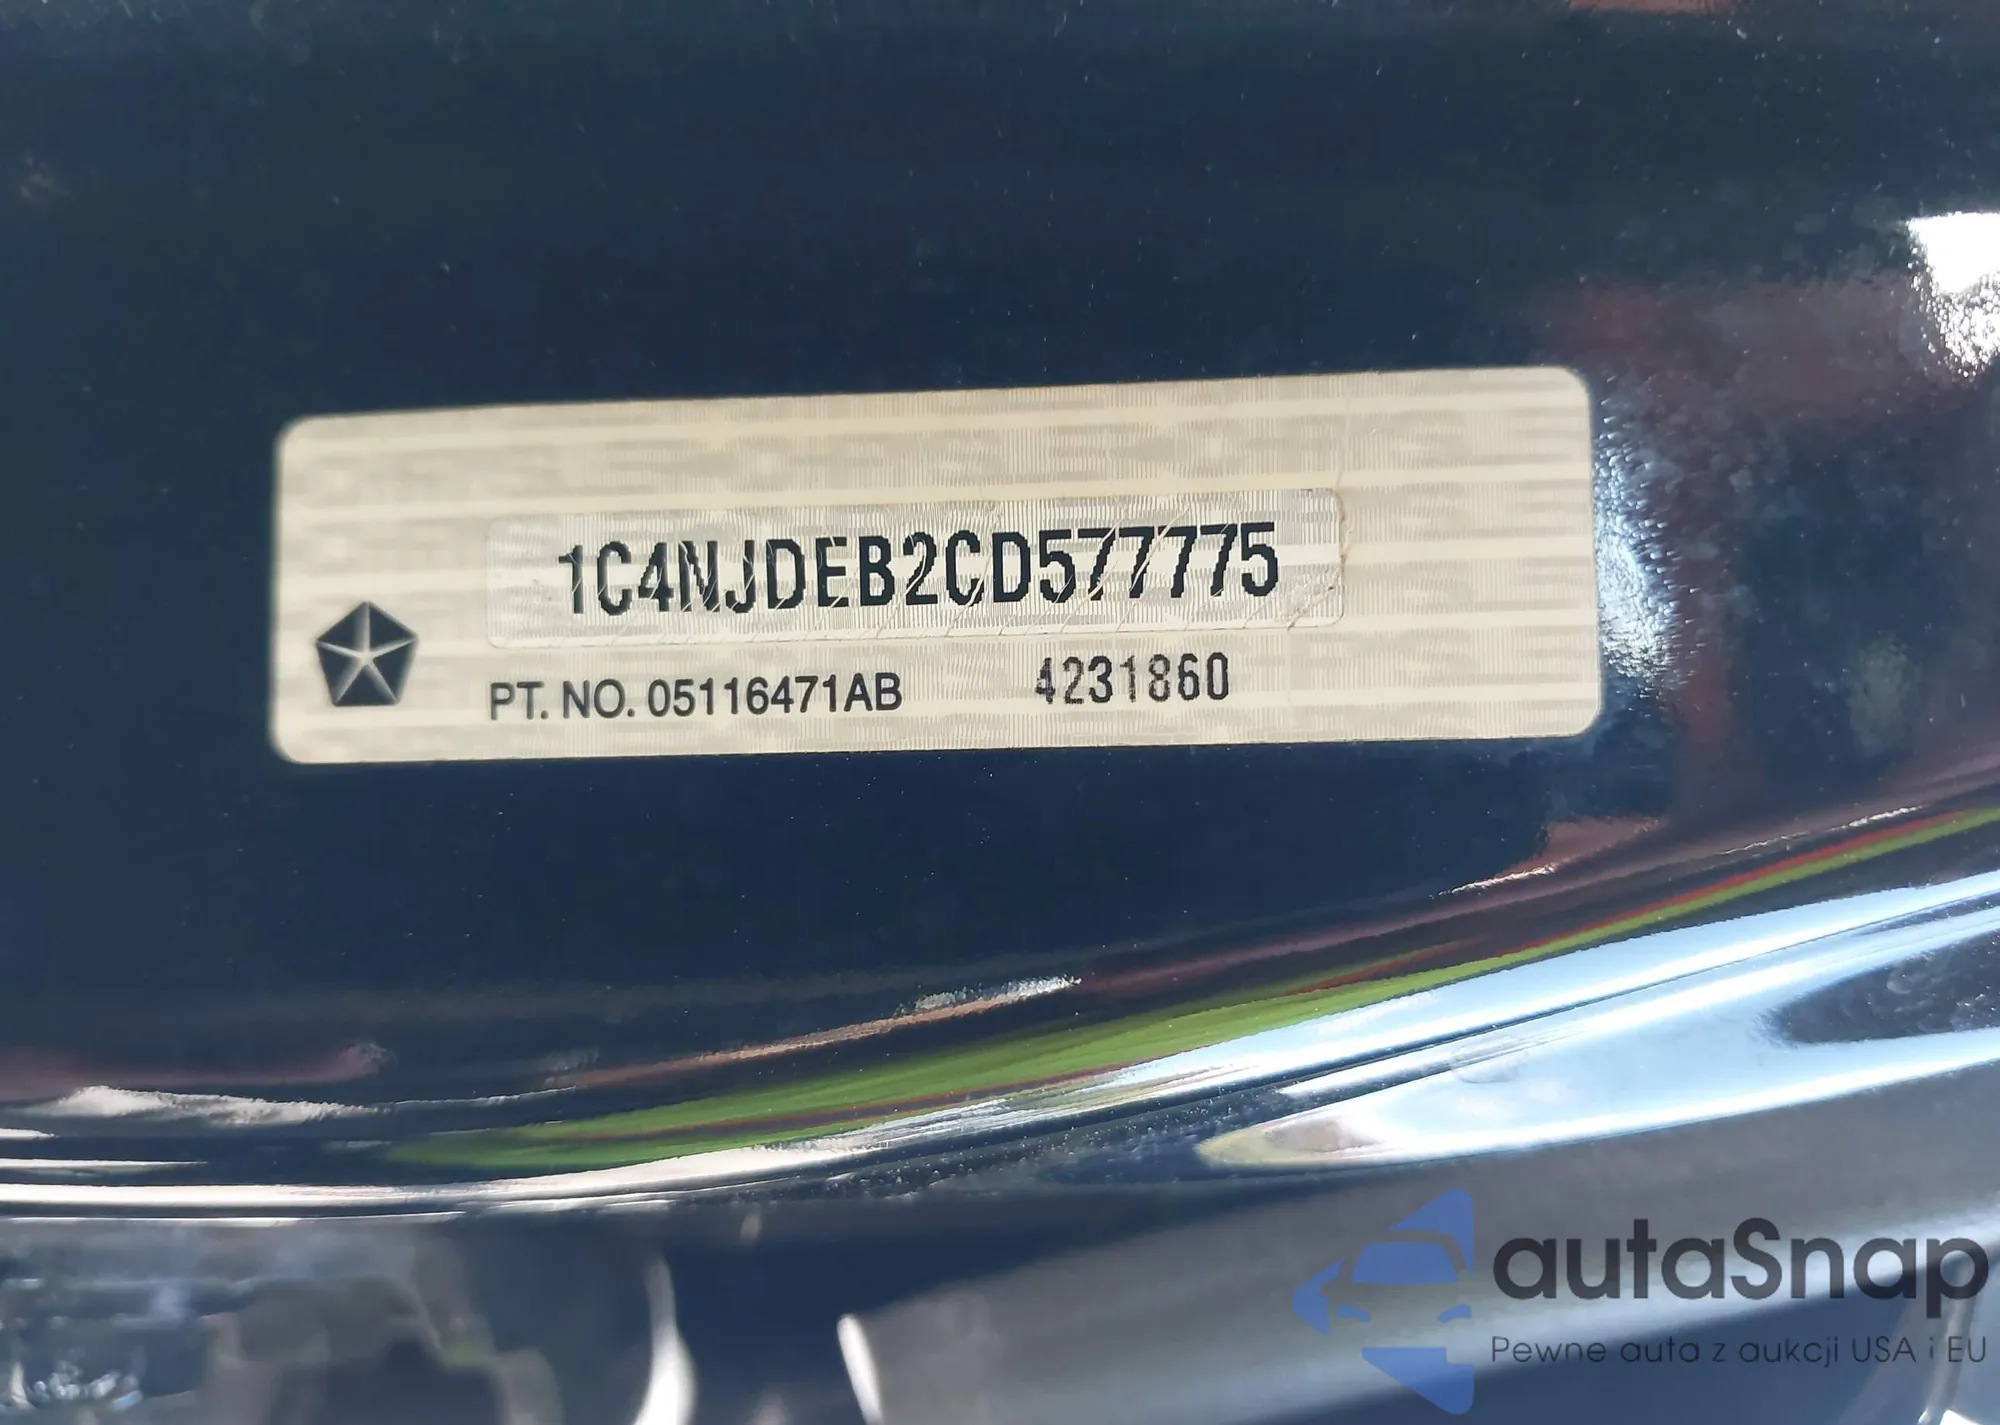 1C4NJDEB2CD577775
PT. NO. 05116471AB 4231860
autaSnap
Pewne auta z aukcji USA i EU